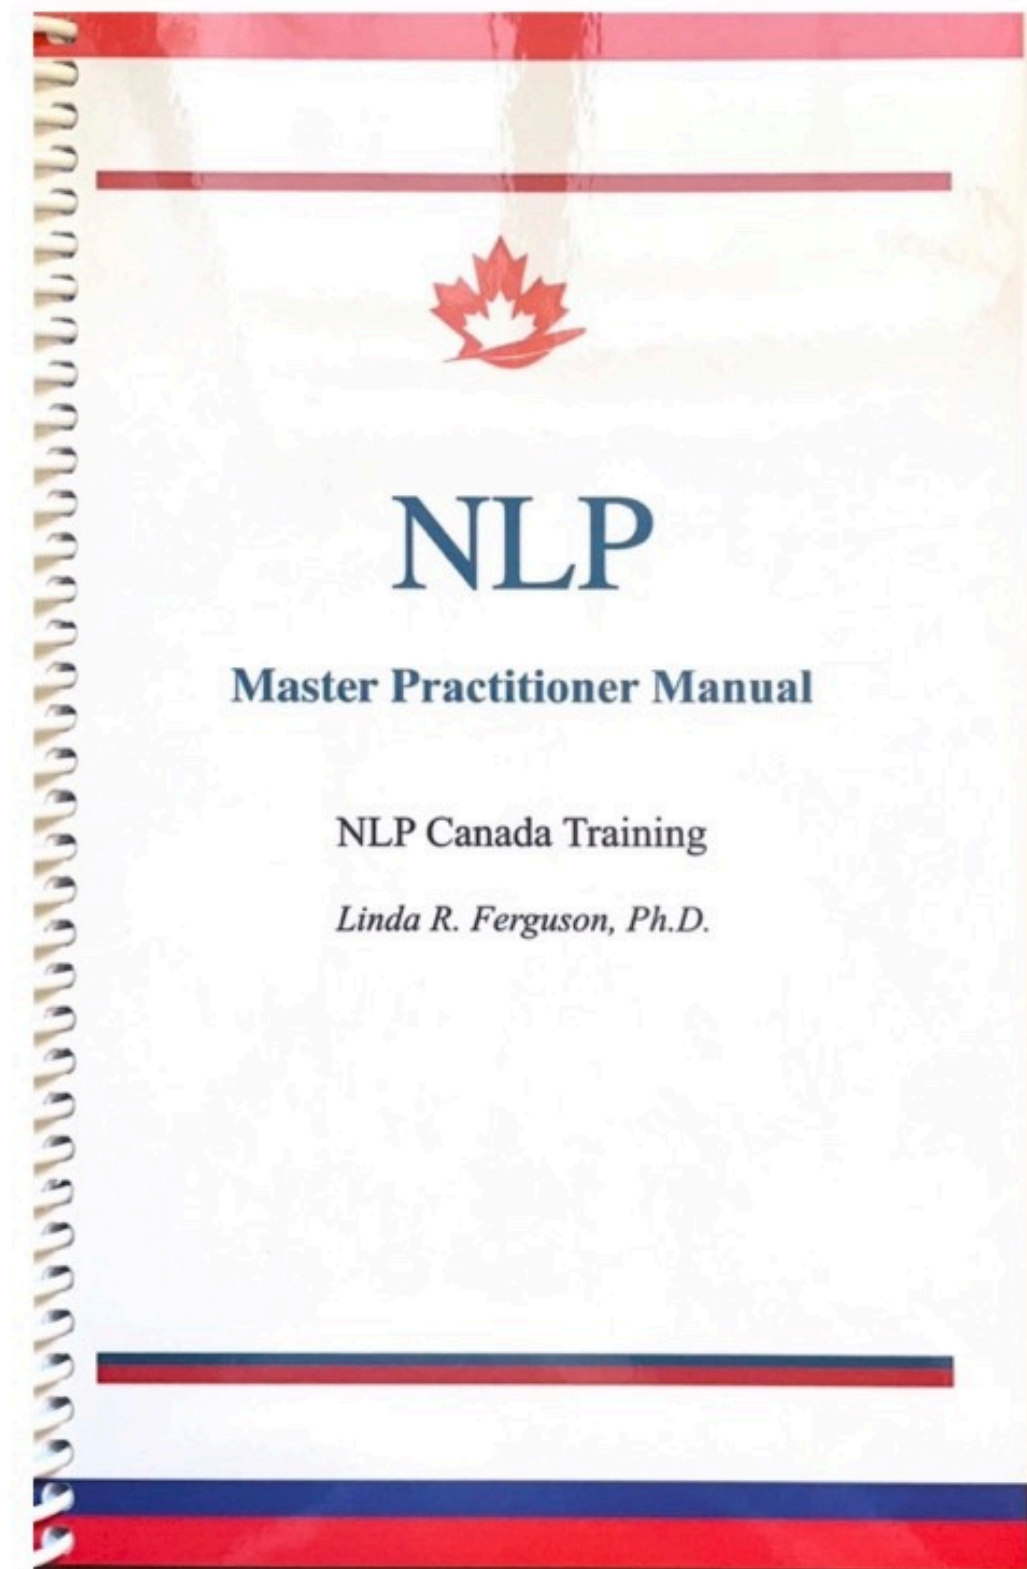 NLP
Master Practitioner Manual
NLP Canada Training
Linda R. Ferguson, Ph.D.